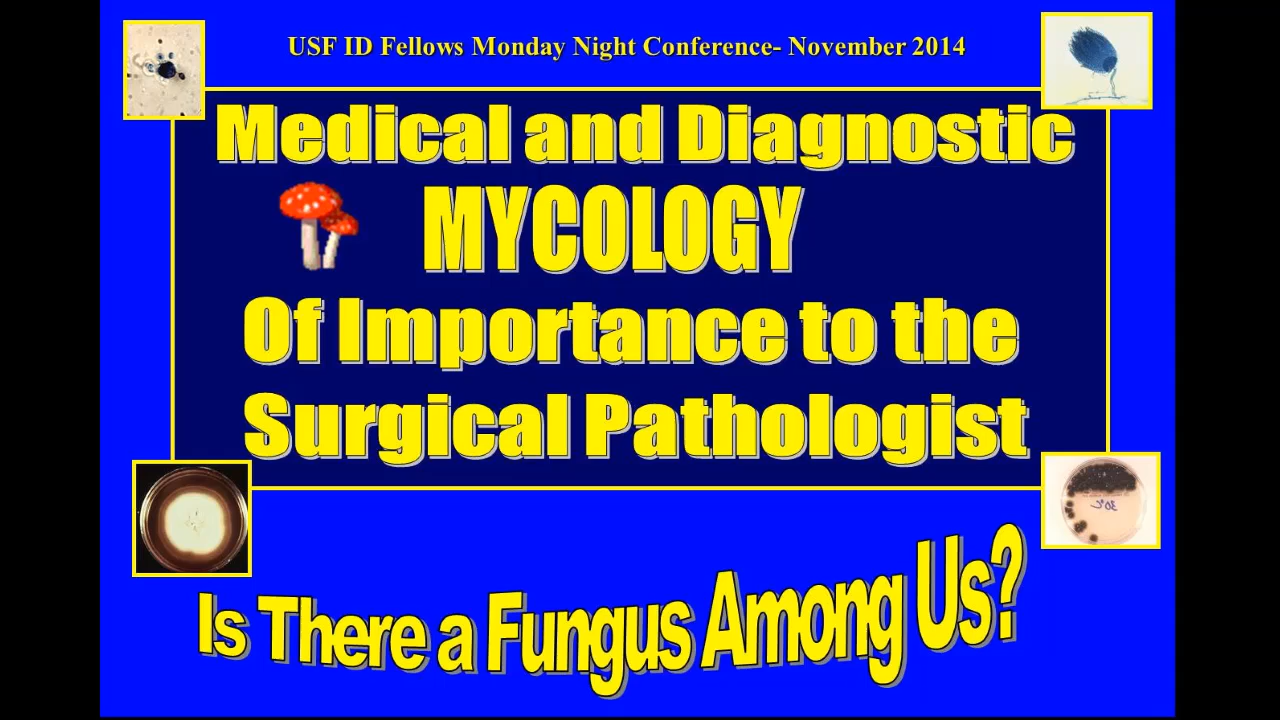 USF ID Fellows Monday Night Conference- November 2014
Medical and Diagnostic
MYCOLOGY
Of Importance to the
Surgical Pathologist
Is There a Fungus Among Us?